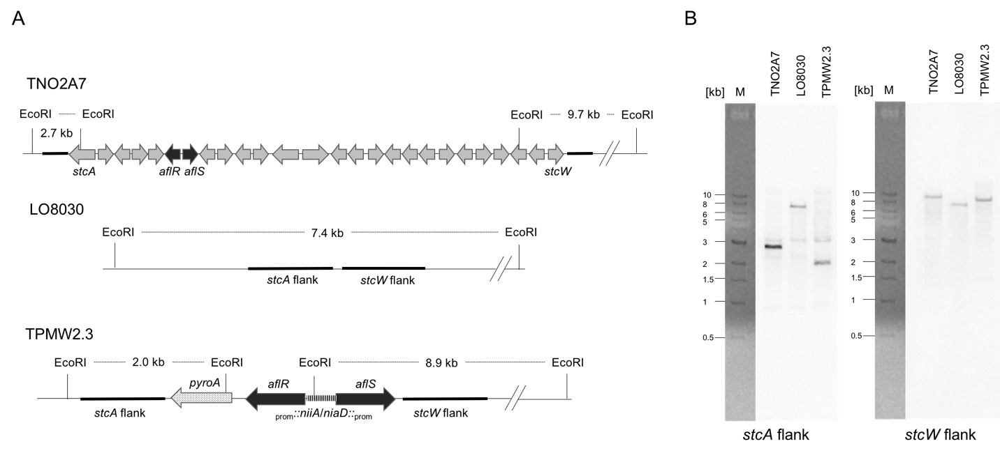 A
TNO2A7
EcoRI EcoRI EcoRI 9.7 kb EcoRI
2.7 kb
stcA aflR aflS stcW
LO8030
EcoRI 7.4 kb EcoRI
stcA flank stcW flank
TPMW2.3
EcoRI 2.0 kb EcoRI EcoRI 8.9 kb EcoRI
pyroA aflR aflS
stcA flank prom::niiA/niaD::prom stcW flank
B
[kb] M TNO2A7 LO8030 TPMW2.3
10
8
6
5
3
2
1.5
1
0.5
stcA flank
[kb] M TNO2A7 LO8030 TPMW2.3
10
8
6
5
3
2
1.5
1
0.5
stcW flank